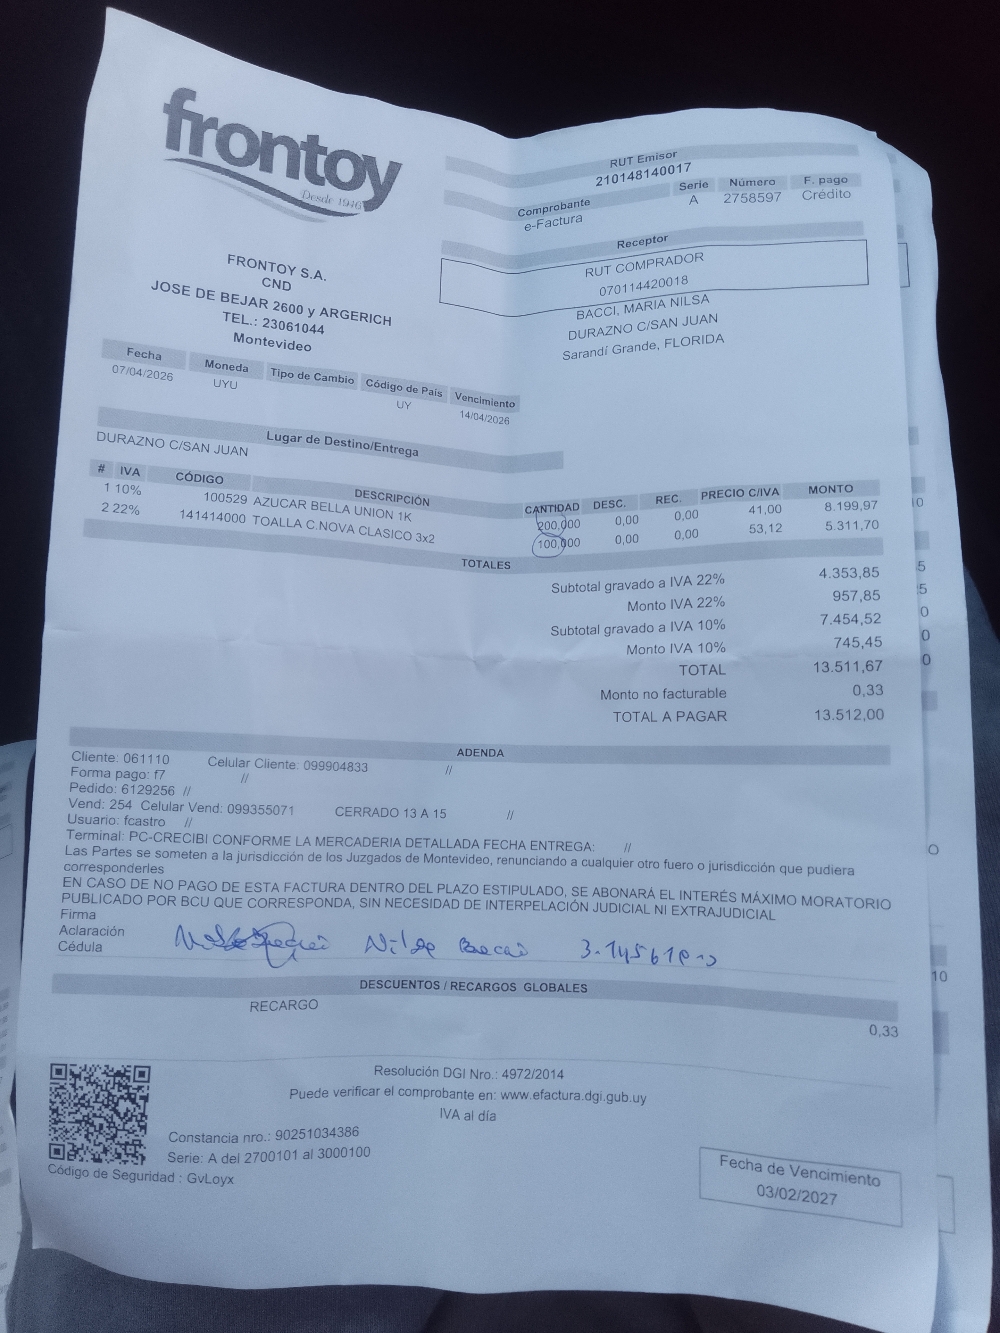 frontoy
Desde 1946
FRONTOY S.A.
CND
JOSE DE BEJAR 2600 y ARGERICH
TEL.: 23061044
Montevideo
RUT Emisor
210148140017
Comprobante Serie Número F. pago
e-Factura A 2758597 Crédito
Receptor
RUT COMPRADOR
070114420018
BACCI, MARIA NILSA
DURAZNO C/SAN JUAN
Sarandí Grande, FLORIDA
Fecha Moneda Tipo de Cambio Código de País Vencimiento
07/04/2026 UYU UY 14/04/2026
Lugar de Destino/Entrega
DURAZNO C/SAN JUAN
# IVA CÓDIGO DESCRIPCIÓN CANTIDAD DESC. REC. PRECIO C/IVA MONTO
1 10% 100529 AZUCAR BELLA UNION 1K 200,000 0,00 0,00 41,00 8.199,97
2 22% 141414000 TOALLA C.NOVA CLASICO 3x2 100,000 0,00 0,00 53,12 5.311,70
TOTALES
Subtotal gravado a IVA 22% 4.353,85
Monto IVA 22% 957,85
Subtotal gravado a IVA 10% 7.454,52
Monto IVA 10% 745,45
TOTAL 13.511,67
Monto no facturable 0,33
TOTAL A PAGAR 13.512,00
ADENDA
Cliente: 061110 Celular Cliente: 099904833 //
Forma pago: f7 //
Pedido: 6129256 //
Vend: 254 Celular Vend: 099355071 CERRADO 13 A 15 //
Usuario: fcastro //
Terminal: PC-CRECIBI CONFORME LA MERCADERIA DETALLADA FECHA ENTREGA: //
Las Partes se someten a la jurisdicción de los Juzgados de Montevideo, renunciando a cualquier otro fuero o jurisdicción que pudiera
corresponderles
EN CASO DE NO PAGO DE ESTA FACTURA DENTRO DEL PLAZO ESTIPULADO, SE ABONARÁ EL INTERÉS MÁXIMO MORATORIO
PUBLICADO POR BCU QUE CORRESPONDA, SIN NECESIDAD DE INTERPELACIÓN JUDICIAL NI EXTRAJUDICIAL
Firma
Aclaración
Cédula
DESCUENTOS / RECARGOS GLOBALES
RECARGO 0,33
Resolución DGI Nro.: 4972/2014
Puede verificar el comprobante en: www.efactura.dgi.gub.uy
IVA al día
Constancia nro.: 90251034386
Serie: A del 2700101 al 3000100
Código de Seguridad : GvLoyx
Fecha de Vencimiento
03/02/2027